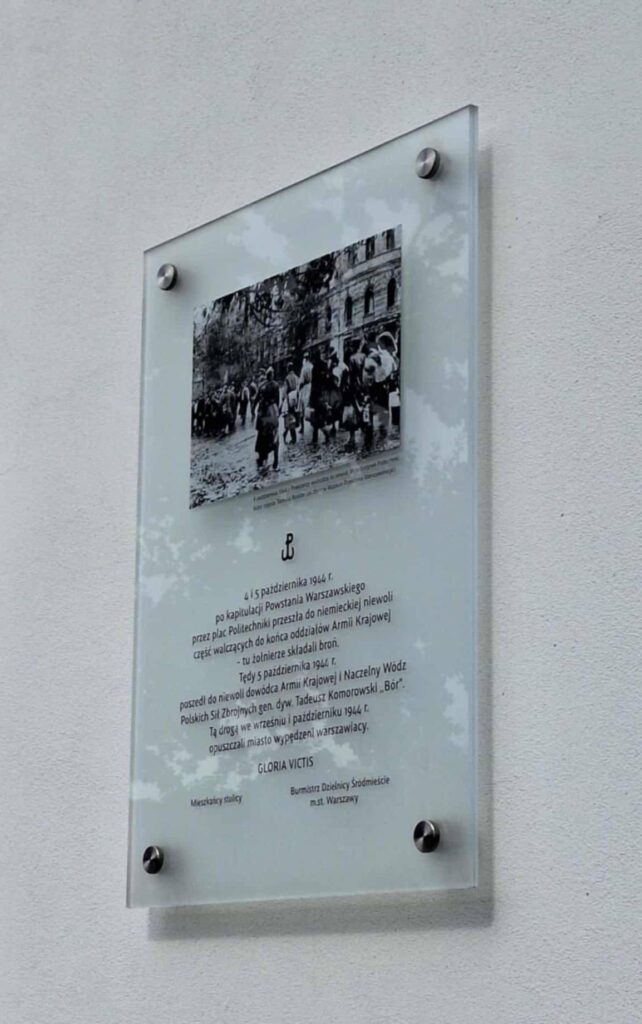 4 i 5 października 1944 r.
po kapitulacji Powstania Warszawskiego
przez plac Politechniki przeszła do niemieckiej niewoli
część walczących do końca oddziałów Armii Krajowej
- tu żołnierze składali broń.
Tędy 5 października 1944 r.
poszedł do niewoli dowódca Armii Krajowej i Naczelny Wódz
Polskich Sił Zbrojnych gen. dyw. Tadeusz Komorowski „Bór”.
Tą drogą we wrześniu i październiku 1944 r.
opuszczali miasto wypędzeni warszawiacy.
GLORIA VICTIS
Mieszkańcy stolicy
Burmistrz Dzielnicy Śródmieście
m.st. Warszawy